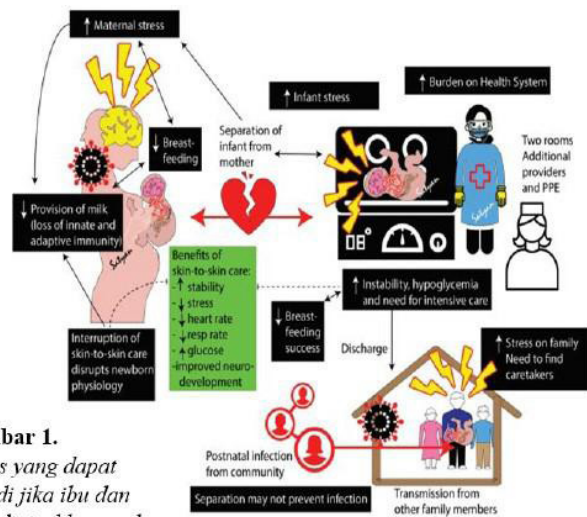 ↑ Maternal stress
↓ Breast-
feeding
Separation of
infant from
mother
↑ Infant stress
↑ Burden on Health System
Two rooms
Additional
providers
and PPE
↓ Provision of milk
(loss of innate and
adaptive immunity)
Benefits of
skin-to-skin care:
-↑ stability
-↓ stress
-↓ heart rate
-↓ resp rate
-↑ glucose
-improved neuro-
development
Interruption of
skin-to-skin care
disrupts newborn
physiology
↑ Instability, hypoglycemia
and need for intensive care
↓ Breast-
feeding
success
Discharge
↑ Stress on family
Need to find
caretakers
Postnatal infection
from community
Separation may not prevent infection
Transmission from
other family members
bar 1.
s yang dapat
di jika ibu dan